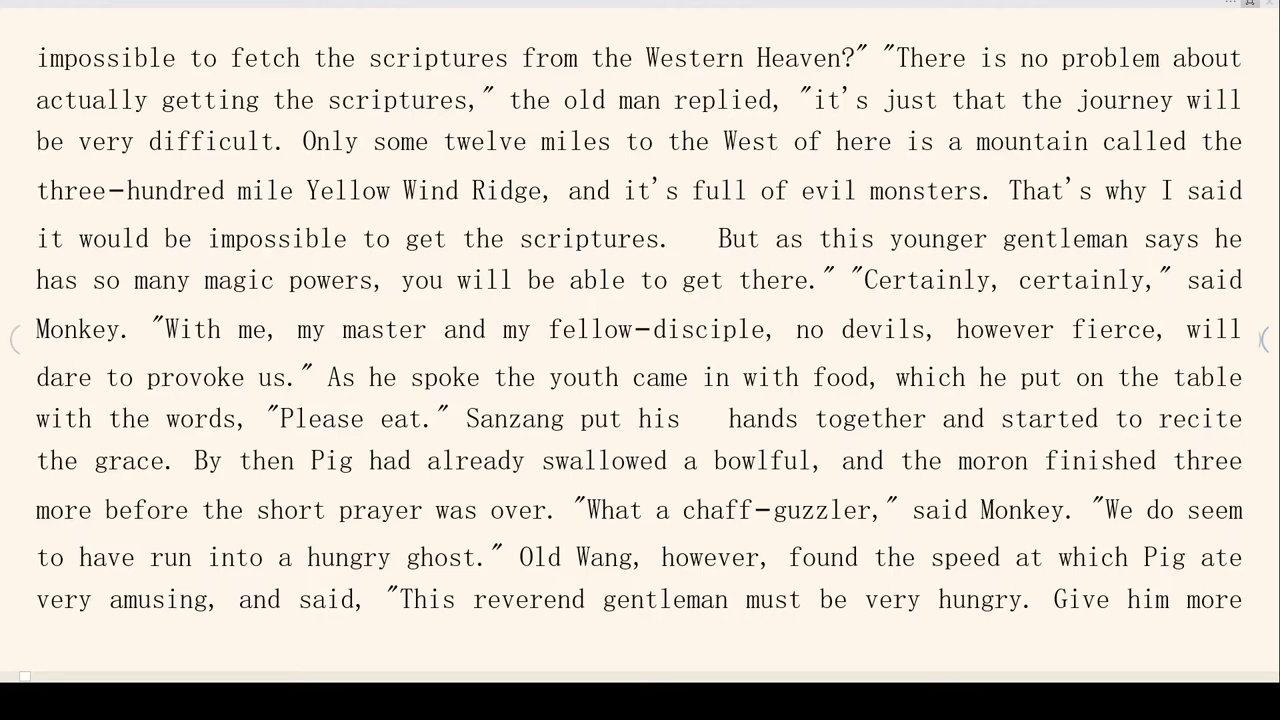 impossible to fetch the scriptures from the Western Heaven?" "There is no problem about
actually getting the scriptures," the old man replied, "it's just that the journey will
be very difficult. Only some twelve miles to the West of here is a mountain called the
three-hundred mile Yellow Wind Ridge, and it's full of evil monsters. That's why I said
it would be impossible to get the scriptures. But as this younger gentleman says he
has so many magic powers, you will be able to get there." "Certainly, certainly," said
Monkey. "With me, my master and my fellow-disciple, no devils, however fierce, will
dare to provoke us." As he spoke the youth came in with food, which he put on the table
with the words, "Please eat." Sanzang put his hands together and started to recite
the grace. By then Pig had already swallowed a bowlful, and the moron finished three
more before the short prayer was over. "What a chaff-guzzler," said Monkey. "We do seem
to have run into a hungry ghost." Old Wang, however, found the speed at which Pig ate
very amusing, and said, "This reverend gentleman must be very hungry. Give him more